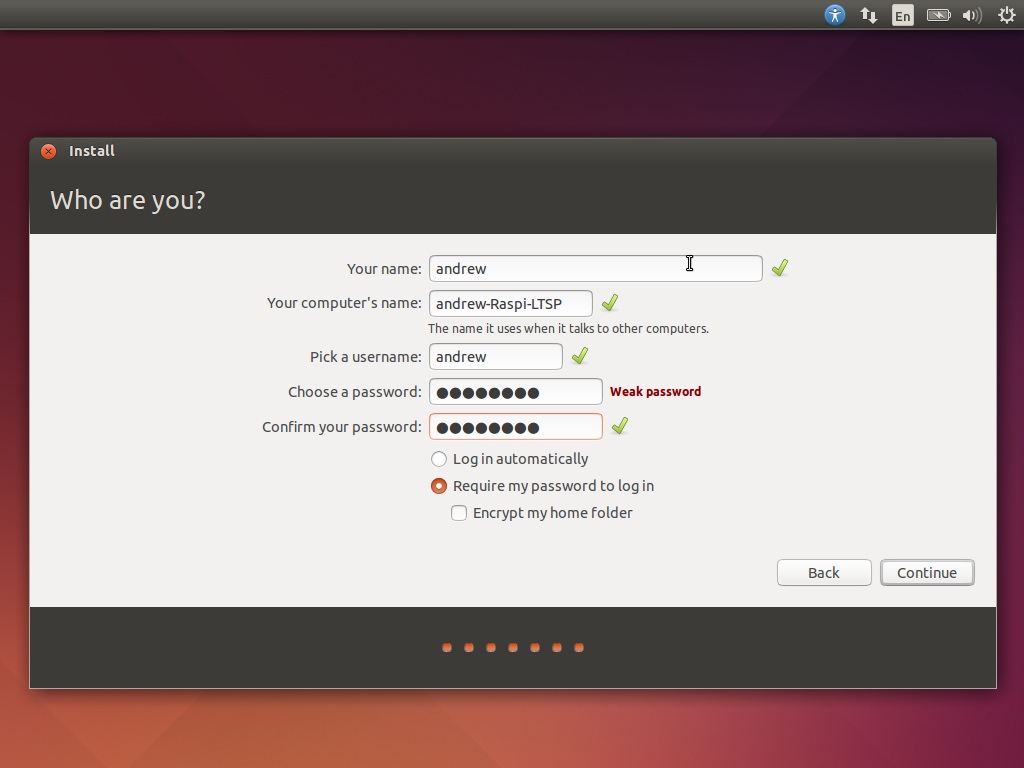 En
Install
Who are you?
Your name: andrew
Your computer's name: andrew-Raspi-LTSP
The name it uses when it talks to other computers.
Pick a username: andrew
Choose a password: ●●●●●●●● Weak password
Confirm your password: ●●●●●●●●
Log in automatically
Require my password to log in
Encrypt my home folder
Back Continue